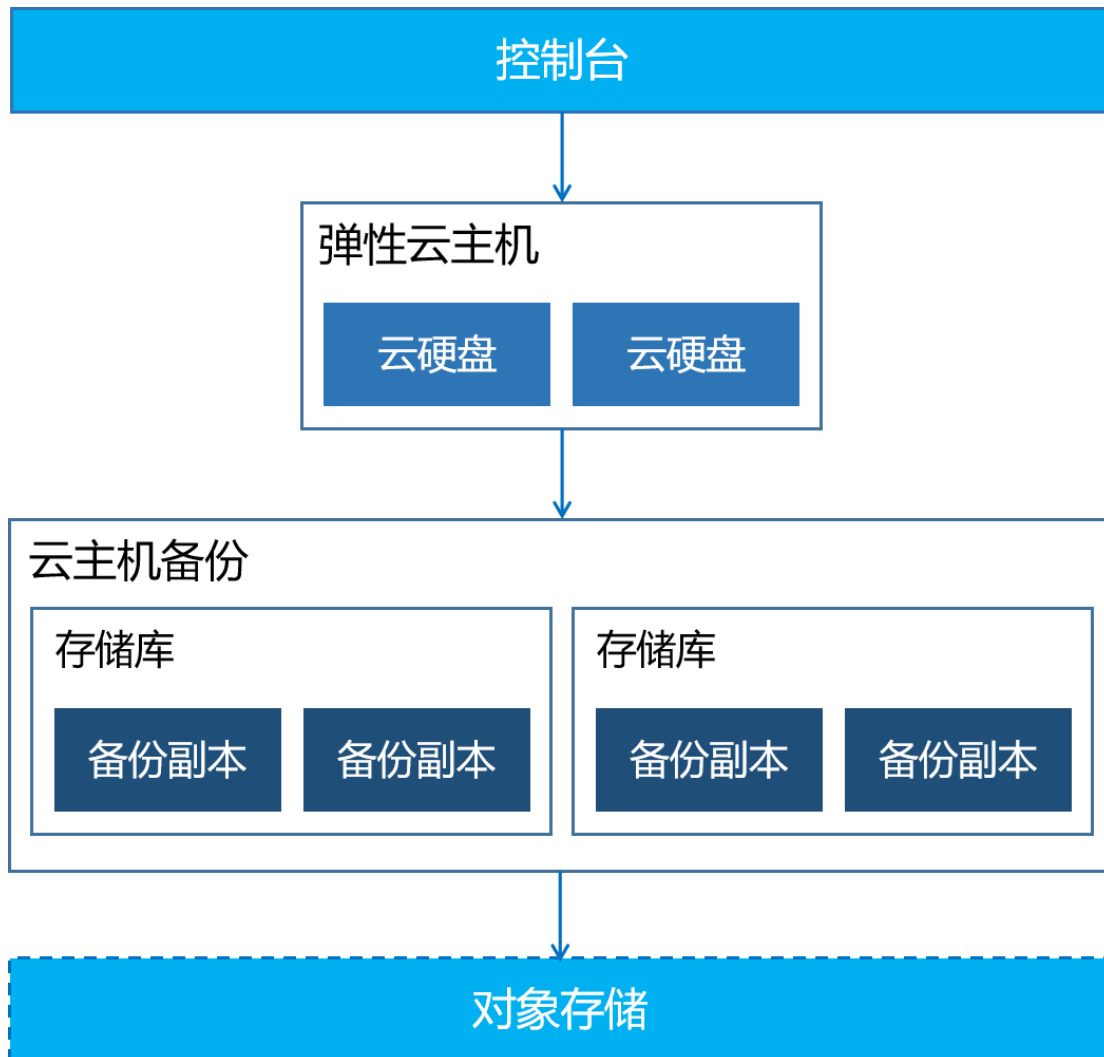 控制台
弹性云主机
云硬盘 云硬盘
云主机备份
存储库 存储库
备份副本 备份副本 备份副本 备份副本
对象存储